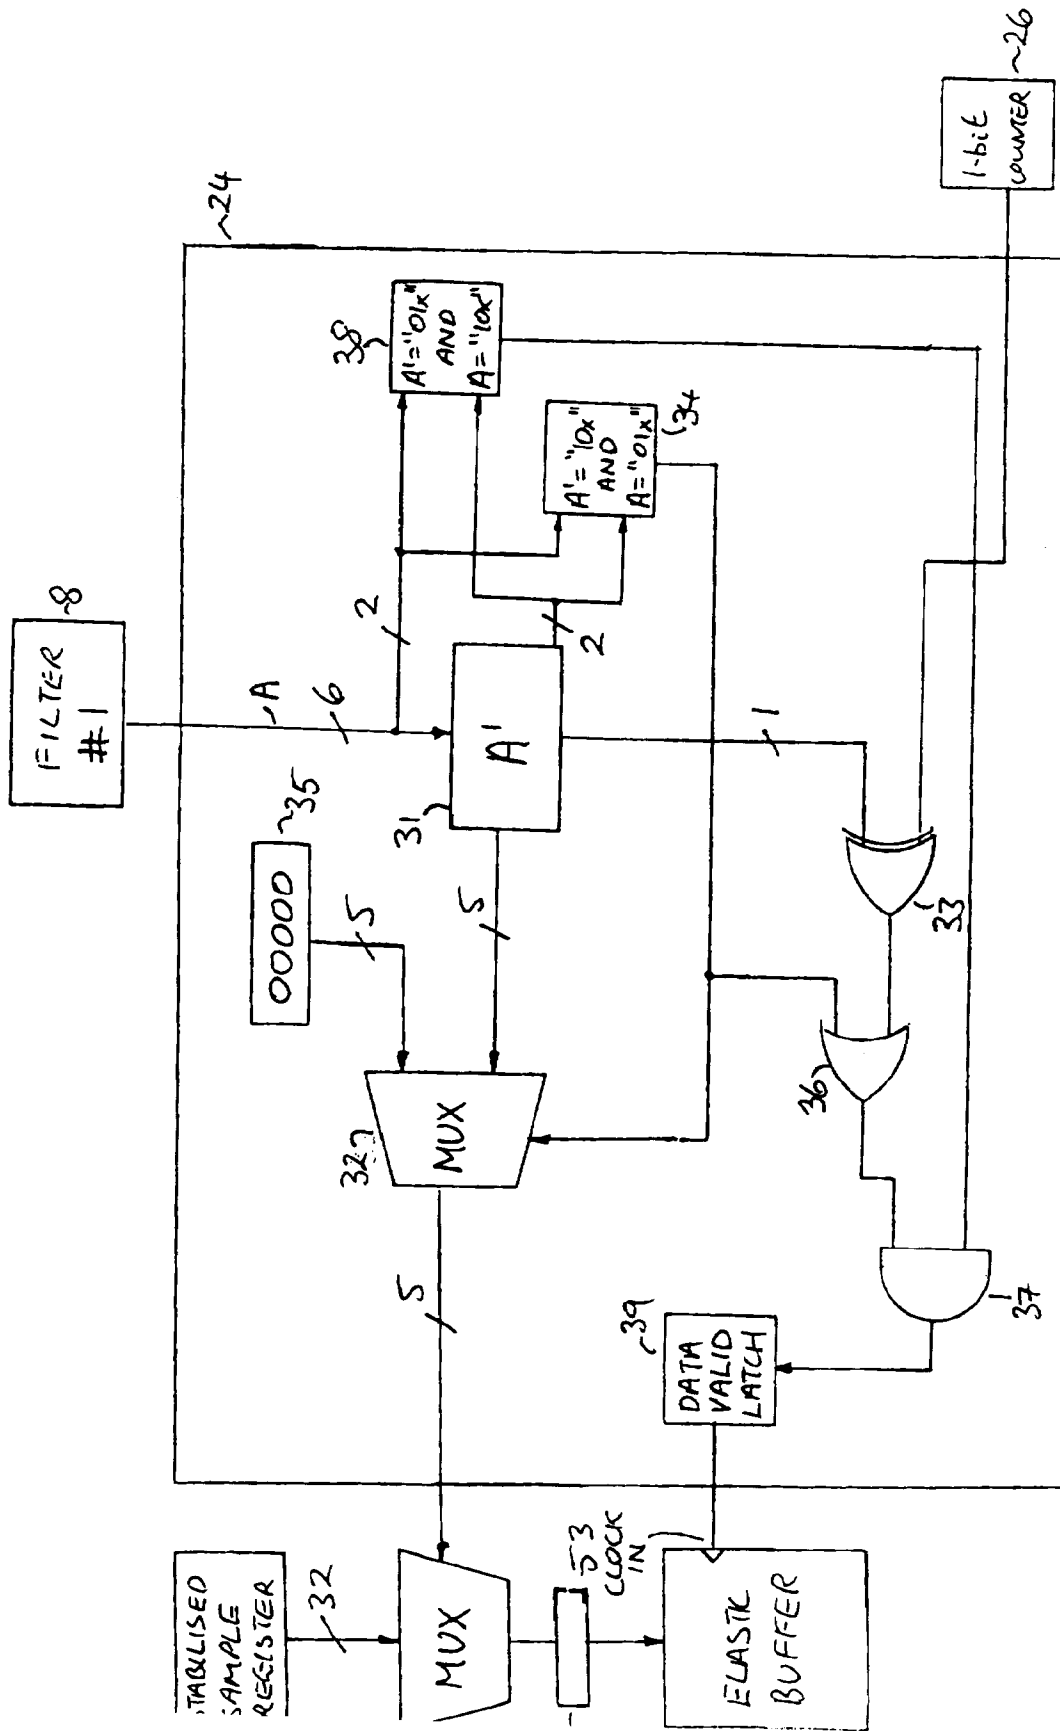 FILTER
#1
~8
A
6
2
~24
38
A'="01x"
AND
A="10x"
A'="10x"
AND
A="01x"
34
1-bit
COUNTER
~26
A'
31
2
1
~35
00000
5
5
MUX
32
33
36
37
39
DATA
VALID
LATCH
5
TABILISED
SAMPLE
REGISTER
32
MUX
53
CLOCK
IN
ELASTIC
BUFFER